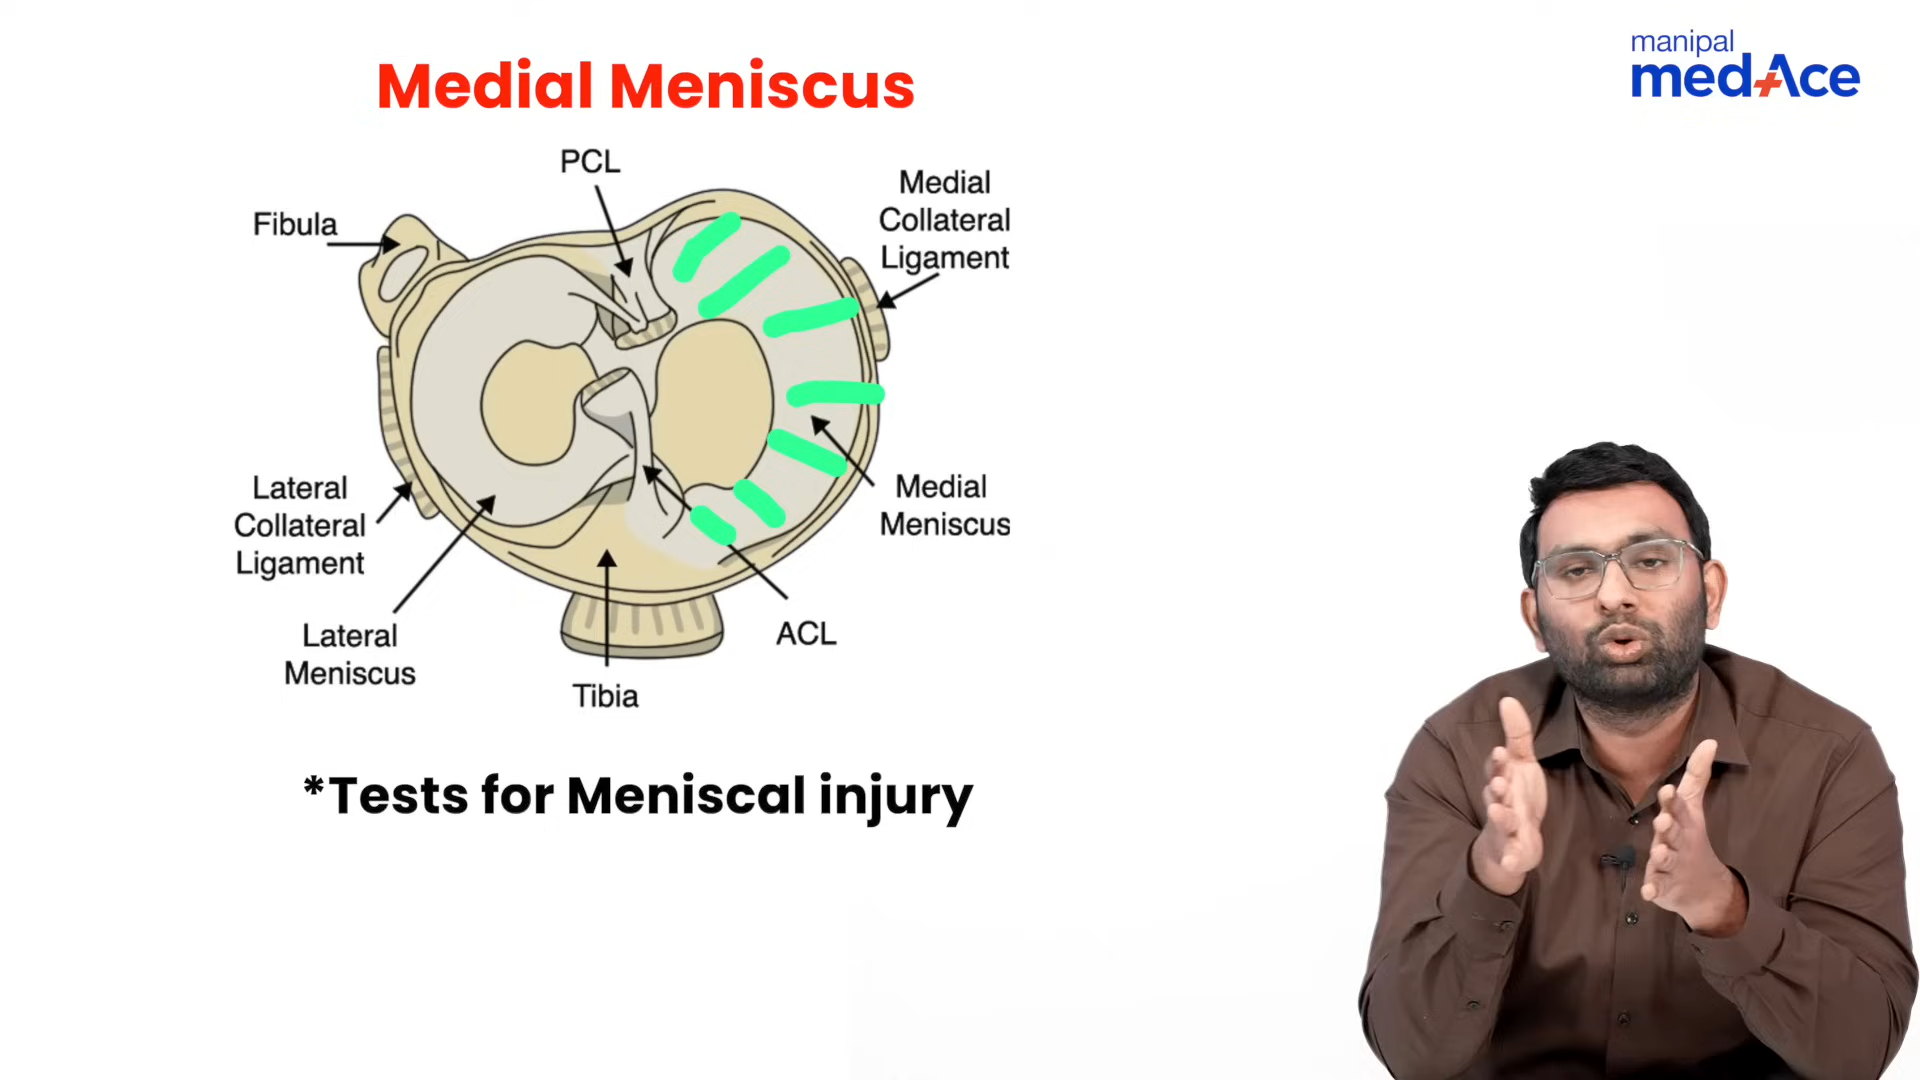 manipal
medAce
Medial Meniscus
PCL
Medial
Collateral
Ligament
Fibula
Lateral
Collateral
Ligament
Medial
Meniscus
Lateral
Meniscus
ACL
Tibia
*Tests for Meniscal injury